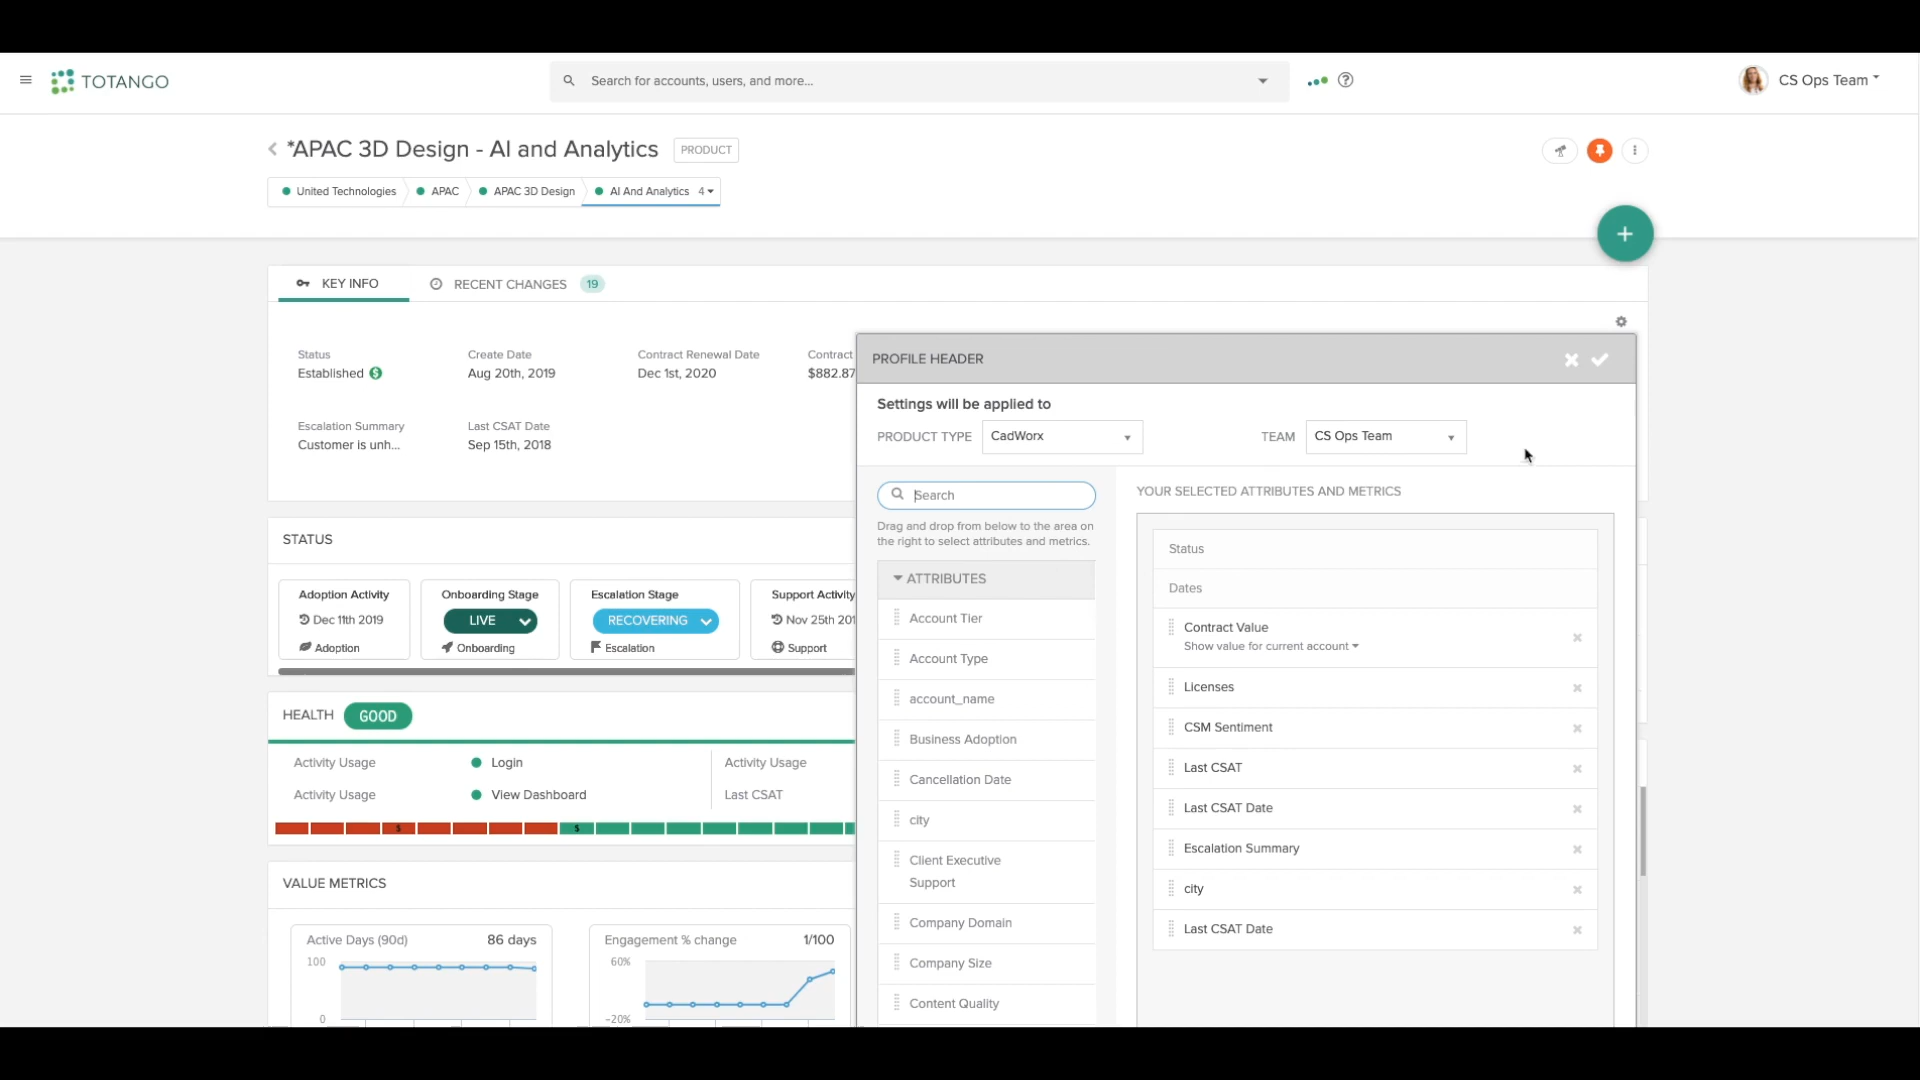 TOTANGO
Search for accounts, users, and more...
CS Ops Team
*APAC 3D Design - AI and Analytics
PRODUCT
United Technologies
APAC
APAC 3D Design
AI And Analytics 4
KEY INFO
RECENT CHANGES 19
Status
Established
Create Date
Aug 20th, 2019
Contract Renewal Date
Dec 1st, 2020
Contract
$882.87
Escalation Summary
Customer is unh...
Last CSAT Date
Sep 15th, 2018
STATUS
Adoption Activity
Dec 11th 2019
Adoption
Onboarding Stage
LIVE
Onboarding
Escalation Stage
RECOVERING
Escalation
Support Activity
Nov 25th 201
Support
HEALTH GOOD
Activity Usage Login
Activity Usage View Dashboard
Activity Usage
Last CSAT
VALUE METRICS
Active Days (90d) 86 days
100
0
Engagement % change 1/100
60%
-20%
PROFILE HEADER
Settings will be applied to
PRODUCT TYPE CadWorx
TEAM CS Ops Team
Search
Drag and drop from below to the area on
the right to select attributes and metrics.
ATTRIBUTES
Account Tier
Account Type
account_name
Business Adoption
Cancellation Date
city
Client Executive
Support
Company Domain
Company Size
Content Quality
YOUR SELECTED ATTRIBUTES AND METRICS
Status
Dates
Contract Value
Show value for current account
Licenses
CSM Sentiment
Last CSAT
Last CSAT Date
Escalation Summary
city
Last CSAT Date